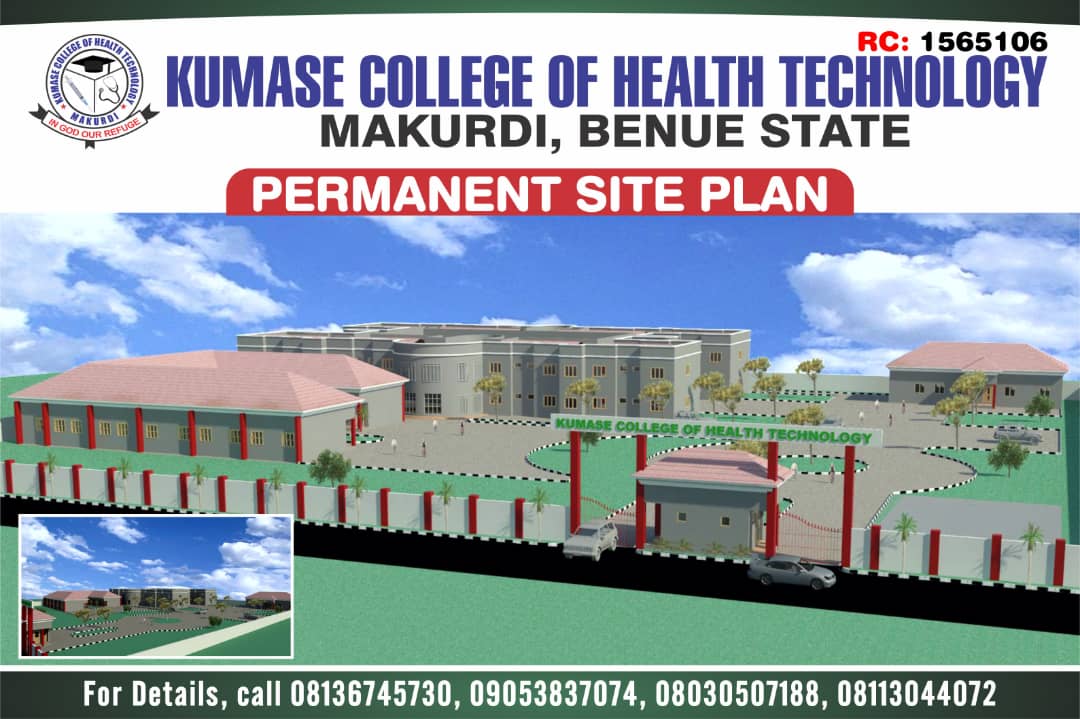 RC: 1565106
KUMASE COLLEGE OF HEALTH TECHNOLOGY
MAKURDI
IN GOD OUR REFUGE
KUMASE COLLEGE OF HEALTH TECHNOLOGY
MAKURDI, BENUE STATE
PERMANENT SITE PLAN
KUMASE COLLEGE OF HEALTH TECHNOLOGY
For Details, call 08136745730, 09053837074, 08030507188, 08113044072